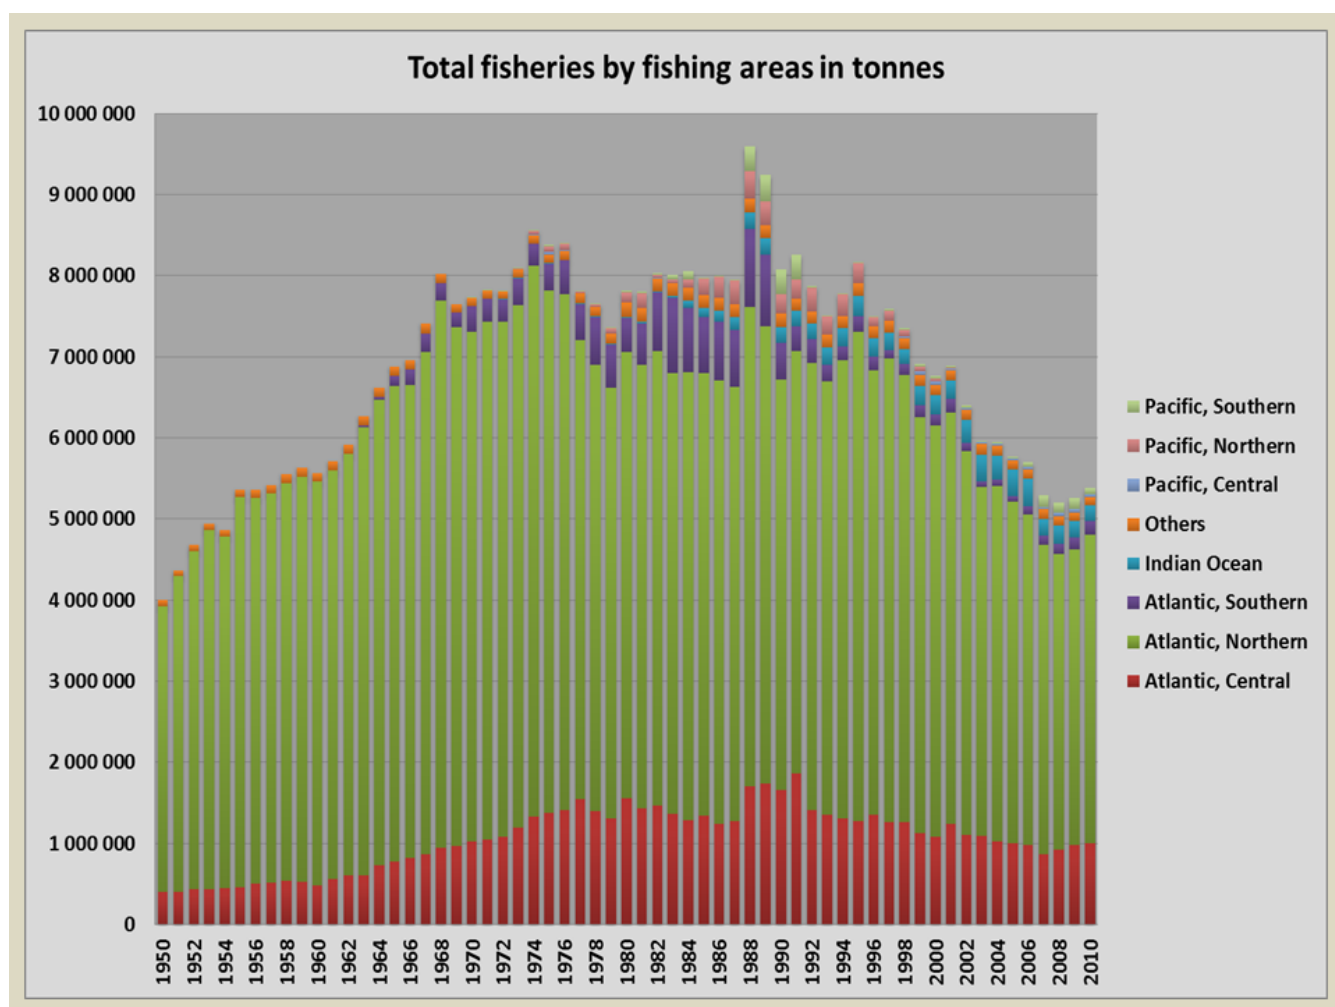 Total fisheries by fishing areas in tonnes
10 000 000
9 000 000
8 000 000
7 000 000
6 000 000
5 000 000
4 000 000
3 000 000
2 000 000
1 000 000
0
Pacific, Southern
Pacific, Northern
Pacific, Central
Others
Indian Ocean
Atlantic, Southern
Atlantic, Northern
Atlantic, Central
1950 1952 1954 1956 1958 1960 1962 1964 1966 1968 1970 1972 1974 1976 1978 1980 1982 1984 1986 1988 1990 1992 1994 1996 1998 2000 2002 2004 2006 2008 2010